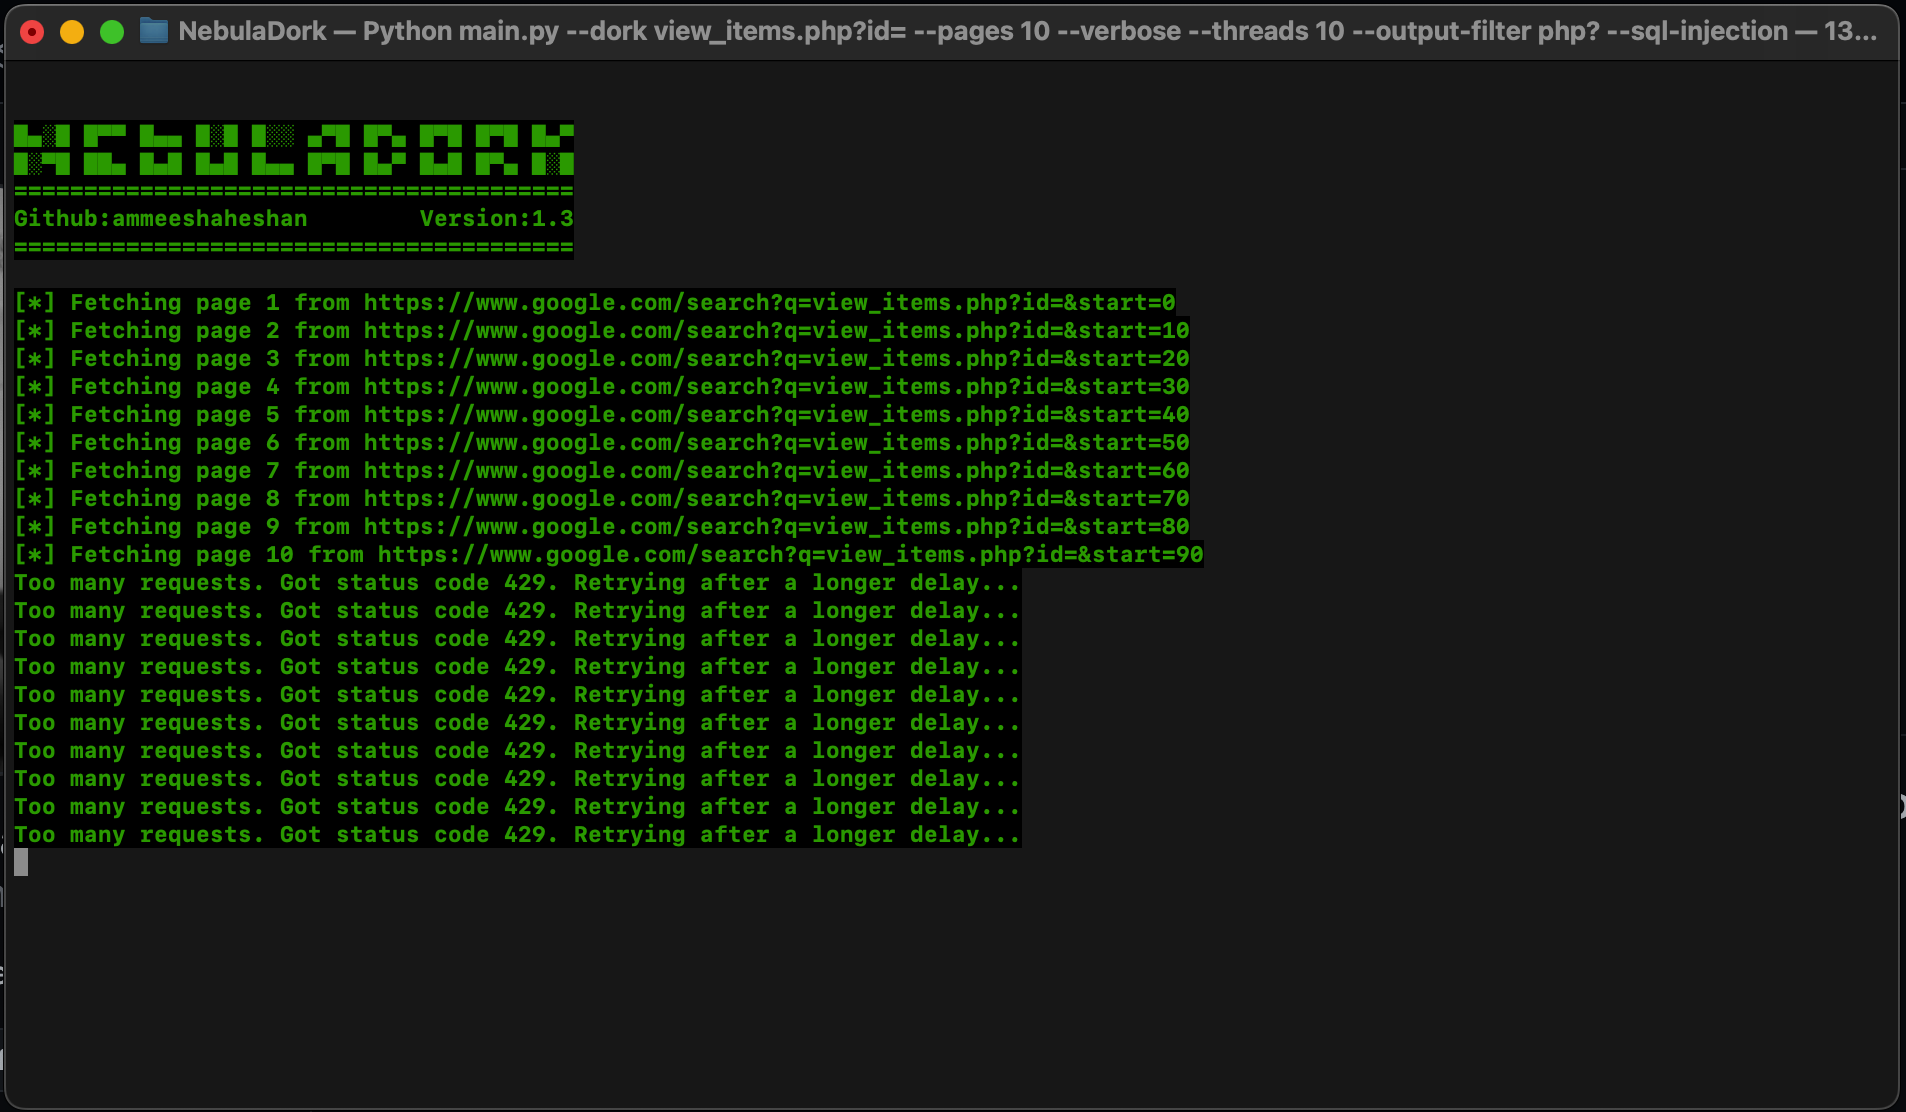 NebulaDork — Python main.py --dork view_items.php?id= --pages 10 --verbose --threads 10 --output-filter php? --sql-injection — 13...
NEBULADORK
========================================
Github:ammeeshaheshan        Version:1.3
========================================
[*] Fetching page 1 from https://www.google.com/search?q=view_items.php?id=&start=0
[*] Fetching page 2 from https://www.google.com/search?q=view_items.php?id=&start=10
[*] Fetching page 3 from https://www.google.com/search?q=view_items.php?id=&start=20
[*] Fetching page 4 from https://www.google.com/search?q=view_items.php?id=&start=30
[*] Fetching page 5 from https://www.google.com/search?q=view_items.php?id=&start=40
[*] Fetching page 6 from https://www.google.com/search?q=view_items.php?id=&start=50
[*] Fetching page 7 from https://www.google.com/search?q=view_items.php?id=&start=60
[*] Fetching page 8 from https://www.google.com/search?q=view_items.php?id=&start=70
[*] Fetching page 9 from https://www.google.com/search?q=view_items.php?id=&start=80
[*] Fetching page 10 from https://www.google.com/search?q=view_items.php?id=&start=90
Too many requests. Got status code 429. Retrying after a longer delay...
Too many requests. Got status code 429. Retrying after a longer delay...
Too many requests. Got status code 429. Retrying after a longer delay...
Too many requests. Got status code 429. Retrying after a longer delay...
Too many requests. Got status code 429. Retrying after a longer delay...
Too many requests. Got status code 429. Retrying after a longer delay...
Too many requests. Got status code 429. Retrying after a longer delay...
Too many requests. Got status code 429. Retrying after a longer delay...
Too many requests. Got status code 429. Retrying after a longer delay...
Too many requests. Got status code 429. Retrying after a longer delay...